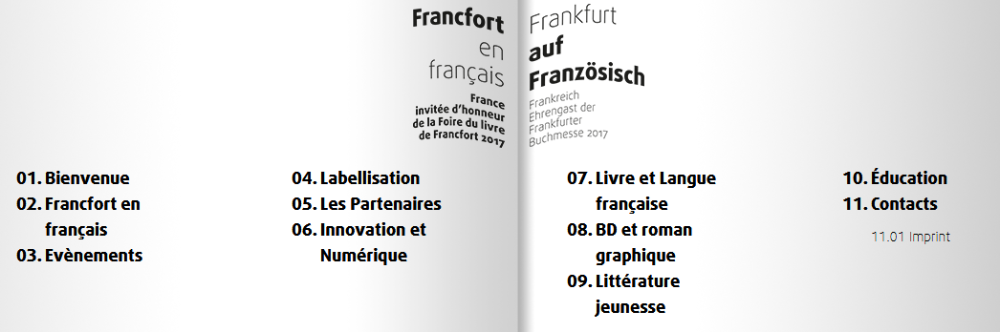 Francfort
en
français
France
invitée d'honneur
de la Foire du livre
de Francfort 2017
Frankfurt
auf
Französisch
Frankreich
Ehrengast der
Frankfurter
Buchmesse 2017
01. Bienvenue
02. Francfort en
français
03. Evènements
04. Labellisation
05. Les Partenaires
06. Innovation et
Numérique
07. Livre et Langue
française
08. BD et roman
graphique
09. Littérature
jeunesse
10. Éducation
11. Contacts
11.01 Imprint